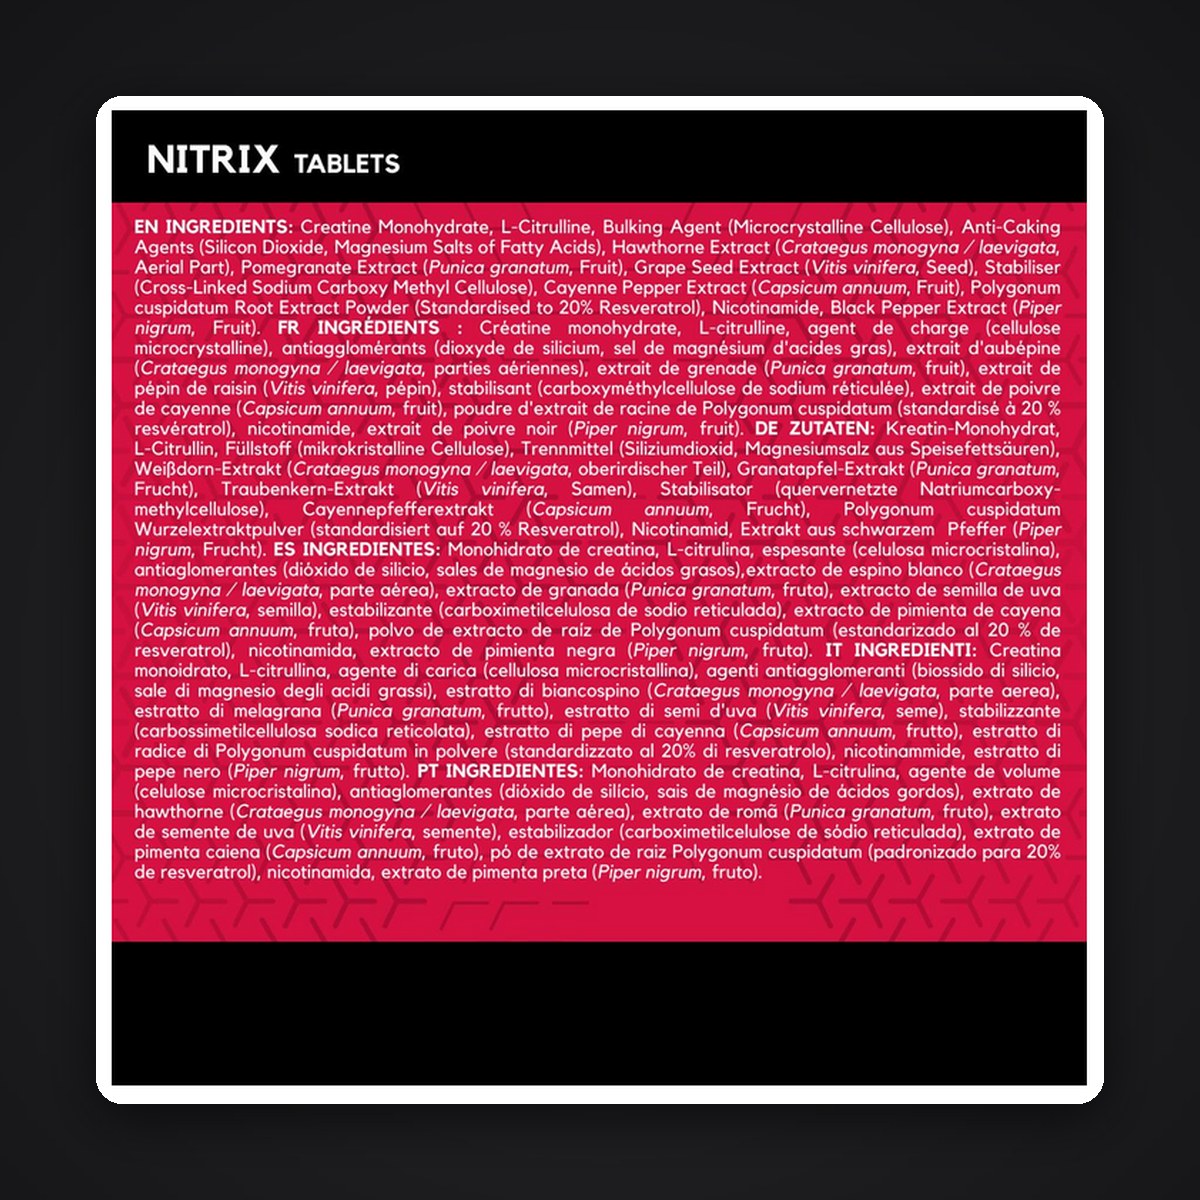 NITRIX TABLETS
EN INGREDIENTS: Creatine Monohydrate, L-Citrulline, Bulking Agent (Microcrystalline Cellulose), Anti-Caking
Agents (Silicon Dioxide, Magnesium Salts of Fatty Acids), Hawthorne Extract (Crataegus monogyna / laevigata,
Aerial Part), Pomegranate Extract (Punica granatum, Fruit), Grape Seed Extract (Vitis vinifera, Seed), Stabiliser
(Cross-Linked Sodium Carboxy Methyl Cellulose), Cayenne Pepper Extract (Capsicum annuum, Fruit), Polygonum
cuspidatum Root Extract Powder (Standardised to 20% Resveratrol), Nicotinamide, Black Pepper Extract (Piper
nigrum, Fruit). FR INGRÉDIENTS : Créatine monohydrate, L-citrulline, agent de charge (cellulose
microcrystalline), antiagglomérants (dioxyde de silicium, sel de magnésium d'acides gras), extrait d'aubépine
(Crataegus monogyna / laevigata, parties aériennes), extrait de grenade (Punica granatum, fruit), extrait de
pépin de raisin (Vitis vinifera, pépin), stabilisant (carboxyméthylcellulose de sodium réticulée), extrait de poivre
de cayenne (Capsicum annuum, fruit), poudre d'extrait de racine de Polygonum cuspidatum (standardisé à 20 %
resvératrol), nicotinamide, extrait de poivre noir (Piper nigrum, fruit). DE ZUTATEN: Kreatin-Monohydrat,
L-Citrullin, Füllstoff (mikrokristalline Cellulose), Trennmittel (Siliziumdioxid, Magnesiumsalz aus Speisefettsäuren),
Weißdorn-Extrakt (Crataegus monogyna / laevigata, oberirdischer Teil), Granatapfel-Extrakt (Punica granatum,
Frucht), Traubenkern-Extrakt (Vitis vinifera, Samen), Stabilisator (quervernetzte Natriumcarboxy-
methylcellulose), Cayennepfefferextrakt (Capsicum annuum, Frucht), Polygonum cuspidatum
Wurzelextraktpulver (standardisiert auf 20 % Resveratrol), Nicotinamid, Extrakt aus schwarzem Pfeffer (Piper
nigrum, Frucht). ES INGREDIENTES: Monohidrato de creatina, L-citrulina, espesante (celulosa microcristalina),
antiaglomerantes (dióxido de silicio, sales de magnesio de ácidos grasos),extracto de espino blanco (Crataegus
monogyna / laevigata, parte aérea), extracto de granada (Punica granatum, fruta), extracto de semilla de uva
(Vitis vinifera, semilla), estabilizante (carboximetilcelulosa de sodio reticulada), extracto de pimienta de cayena
(Capsicum annuum, fruta), polvo de extracto de raíz de Polygonum cuspidatum (estandarizado al 20 % de
resveratrol), nicotinamida, extracto de pimienta negra (Piper nigrum, fruta). IT INGREDIENTI: Creatina
monoidrato, L-citrullina, agente di carica (cellulosa microcristallina), agenti antiagglomeranti (biossido di silicio,
sale di magnesio degli acidi grassi), estratto di biancospino (Crataegus monogyna / laevigata, parte aerea),
estratto di melagrana (Punica granatum, frutto), estratto di semi d'uva (Vitis vinifera, seme), stabilizzante
(carbossimetilcellulosa sodica reticolata), estratto di pepe di cayenna (Capsicum annuum, frutto), estratto di
radice di Polygonum cuspidatum in polvere (standardizzato al 20% di resveratrolo), nicotinammide, estratto di
pepe nero (Piper nigrum, frutto). PT INGREDIENTES: Monohidrato de creatina, L-citrulina, agente de volume
(celulose microcristalina), antiaglomerantes (dióxido de silício, sais de magnésio de ácidos gordos), extrato de
hawthorne (Crataegus monogyna / laevigata, parte aérea), extrato de romã (Punica granatum, fruto), extrato
de semente de uva (Vitis vinifera, semente), estabilizador (carboximetilcelulose de sódio reticulada), extrato de
pimenta caiena (Capsicum annuum, fruto), pó de extrato de raiz Polygonum cuspidatum (padronizado para 20%
de resveratrol), nicotinamida, extrato de pimenta preta (Piper nigrum, fruto).